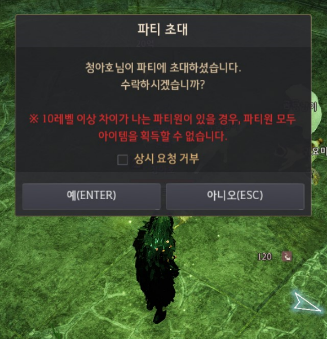 파티 초대
청아호님이 파티에 초대하셨습니다.
수락하시겠습니까?
※ 10레벨 이상 차이가 나는 파티원이 있을 경우, 파티원 모두
아이템을 획득할 수 없습니다.
상시 요청 거부
예(ENTER)
아니오(ESC)
120